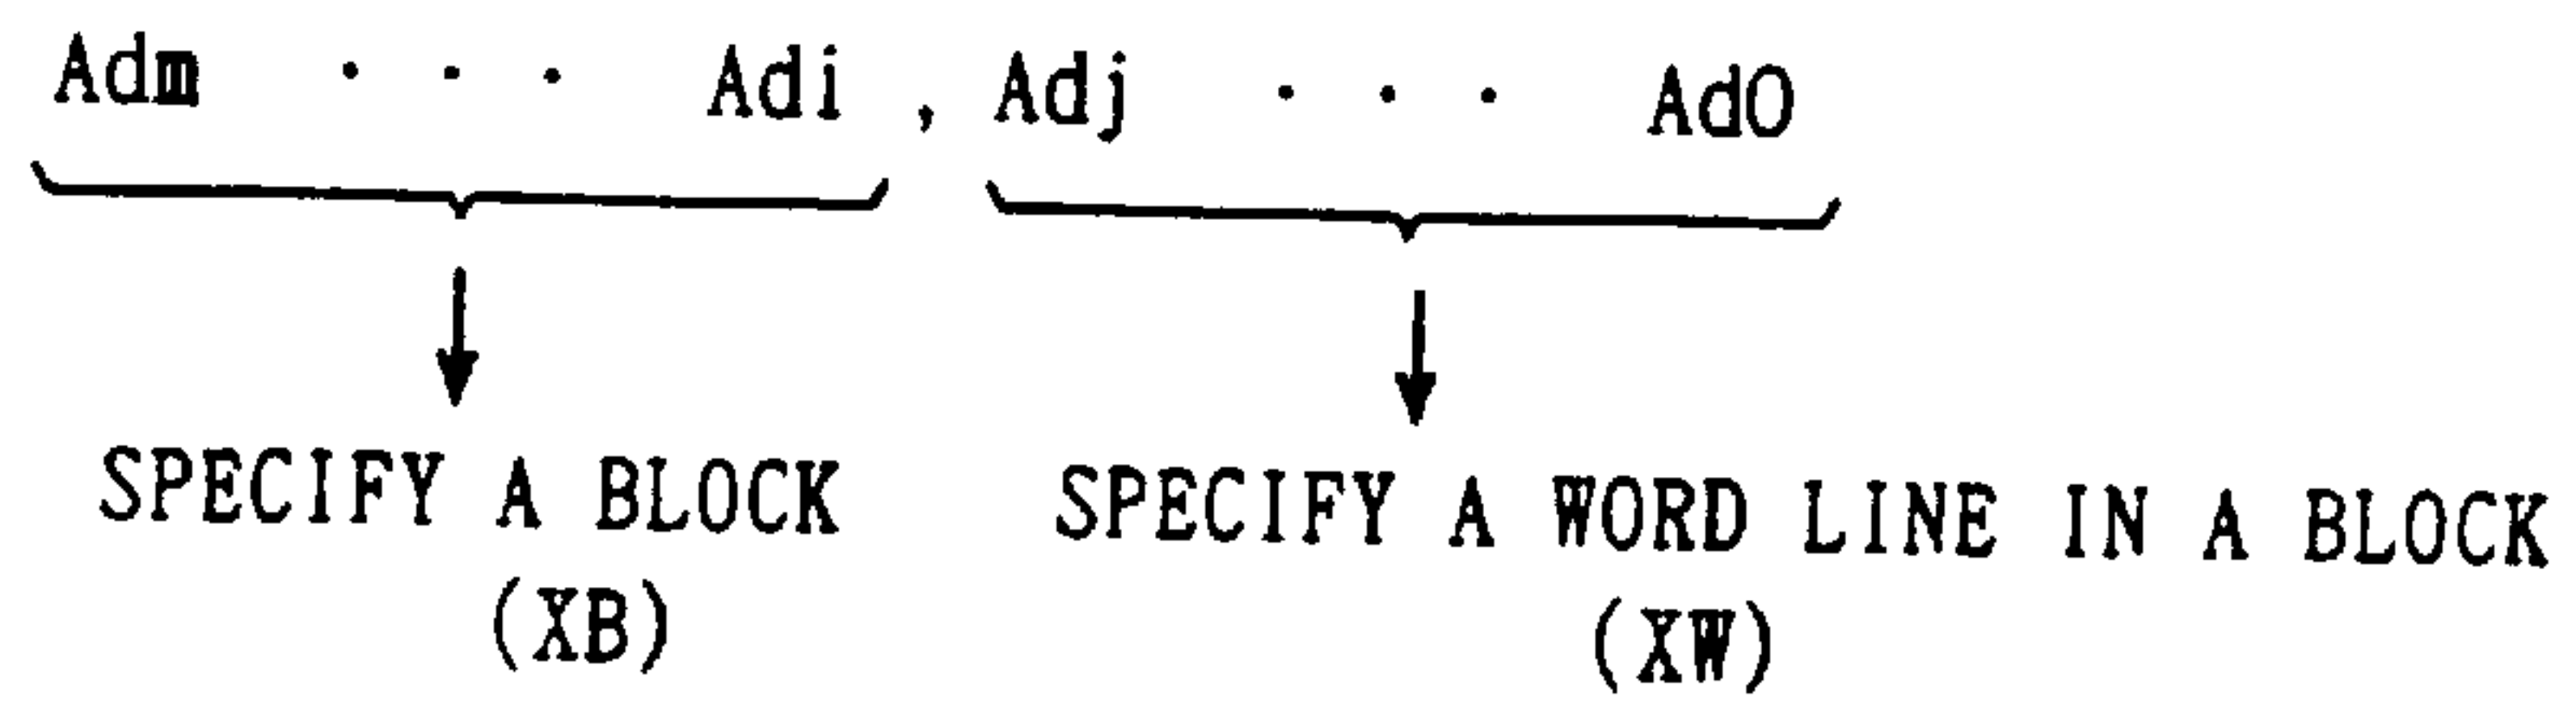 Adm · · · Adi , Adj · · · Ad0
SPECIFY A BLOCK SPECIFY A WORD LINE IN A BLOCK
(XB) (XW)